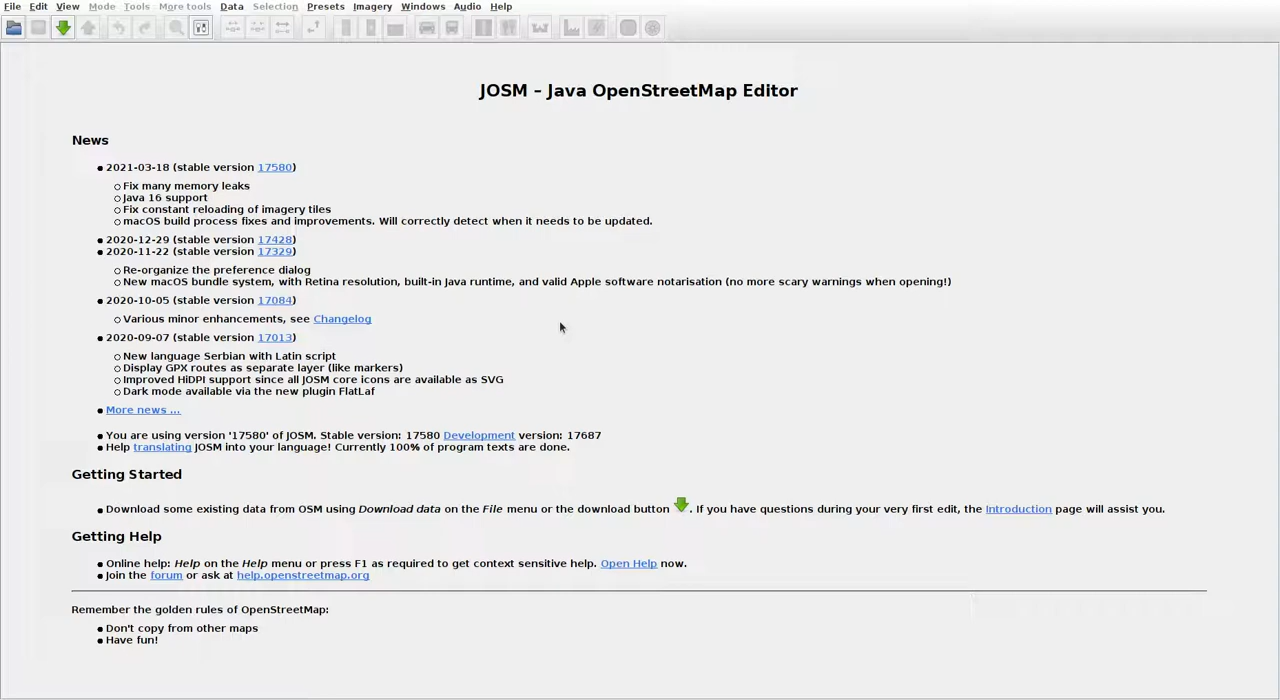 File Edit View Mode Tools More tools Data Selection Presets Imagery Windows Audio Help
JOSM – Java OpenStreetMap Editor
News
2021-03-18 (stable version 17580)
Fix many memory leaks
Java 16 support
Fix constant reloading of imagery tiles
macOS build process fixes and improvements. Will correctly detect when it needs to be updated.
2020-12-29 (stable version 17428)
2020-11-22 (stable version 17329)
Re-organize the preference dialog
New macOS bundle system, with Retina resolution, built-in Java runtime, and valid Apple software notarisation (no more scary warnings when opening!)
2020-10-05 (stable version 17084)
Various minor enhancements, see Changelog
2020-09-07 (stable version 17013)
New language Serbian with Latin script
Display GPX routes as separate layer (like markers)
Improved HiDPI support since all JOSM core icons are available as SVG
Dark mode available via the new plugin FlatLaf
More news ...
You are using version '17580' of JOSM. Stable version: 17580 Development version: 17687
Help translating JOSM into your language! Currently 100% of program texts are done.
Getting Started
Download some existing data from OSM using Download data on the File menu or the download button . If you have questions during your very first edit, the Introduction page will assist you.
Getting Help
Online help: Help on the Help menu or press F1 as required to get context sensitive help. Open Help now.
Join the forum or ask at help.openstreetmap.org
Remember the golden rules of OpenStreetMap:
Don't copy from other maps
Have fun!